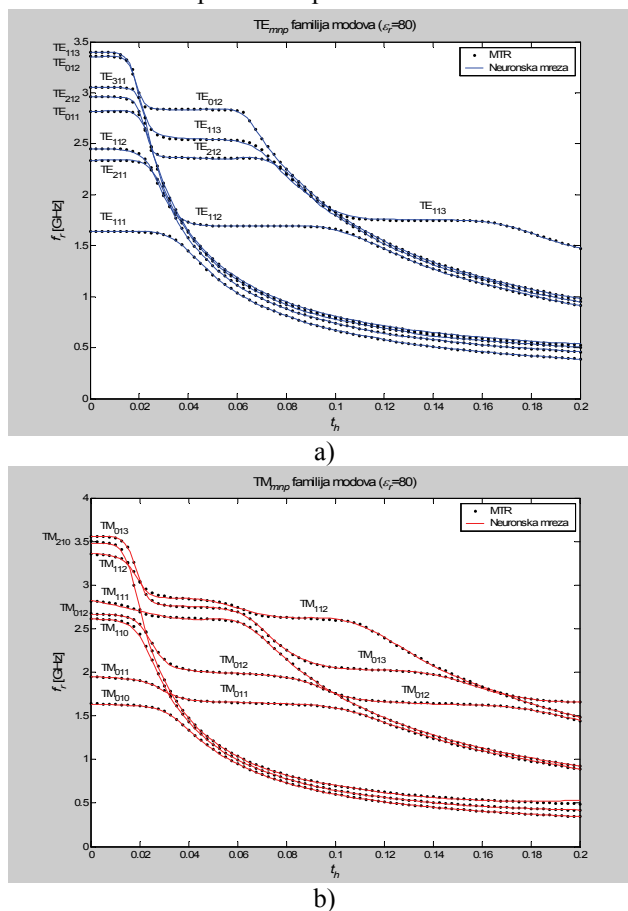 TE_mnp familija modova (ε_r=80)
MTR
Neuronska mreza
TE_113
TE_012
TE_311
TE_212
TE_011
TE_112
TE_211
TE_111
TE_012
TE_113
TE_212
TE_112
TE_113
f_r [GHz]
4
3.5
3
2.5
2
1.5
1
0.5
0
0 0.02 0.04 0.06 0.08 0.1 0.12 0.14 0.16 0.18 0.2
t_h
a)
TM_mnp familija modova (ε_r=80)
MTR
Neuronska mreza
TM_013
TM_210
TM_112
TM_111
TM_012
TM_110
TM_011
TM_010
TM_112
TM_013
TM_012
TM_011
TM_012
f_r [GHz]
4
3.5
3
2.5
2
1.5
1
0.5
0
0 0.02 0.04 0.06 0.08 0.1 0.12 0.14 0.16 0.18 0.2
t_h
b)